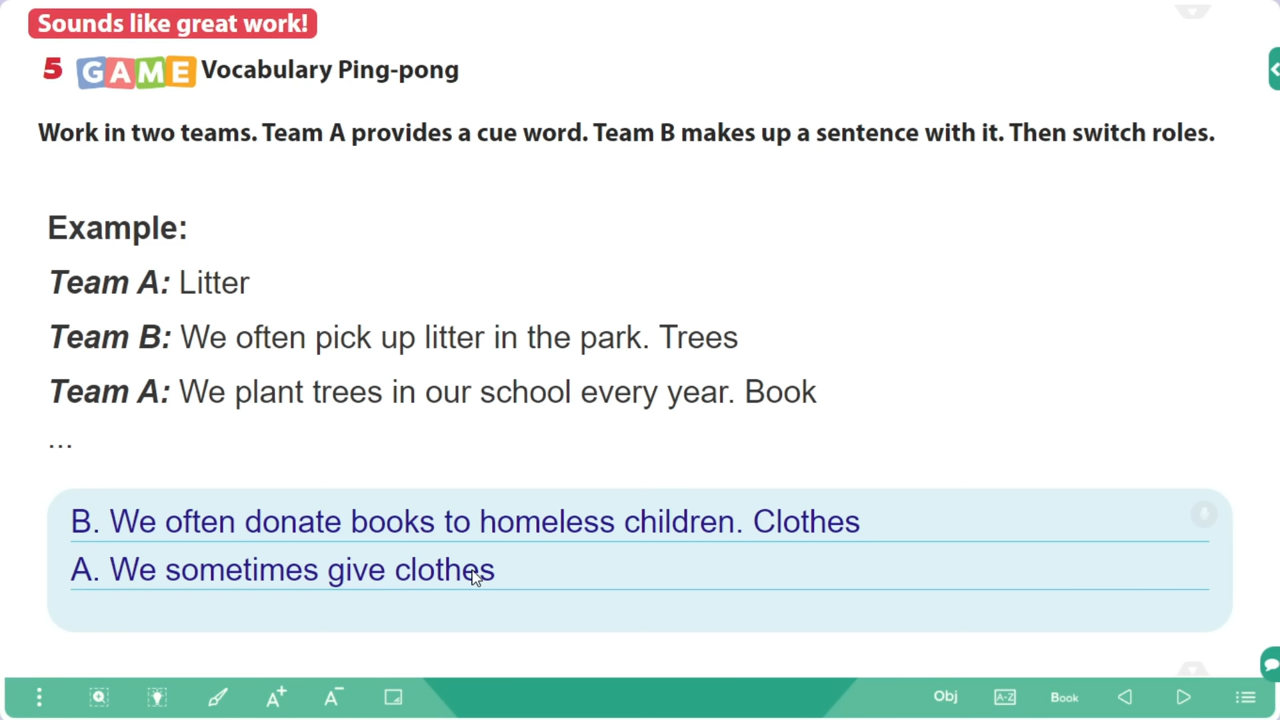 Sounds like great work!
5 GAME Vocabulary Ping-pong
Work in two teams. Team A provides a cue word. Team B makes up a sentence with it. Then switch roles.
Example:
Team A: Litter
Team B: We often pick up litter in the park. Trees
Team A: We plant trees in our school every year. Book
...
B. We often donate books to homeless children. Clothes
A. We sometimes give clothes
A+ A- Obj A-Z Book